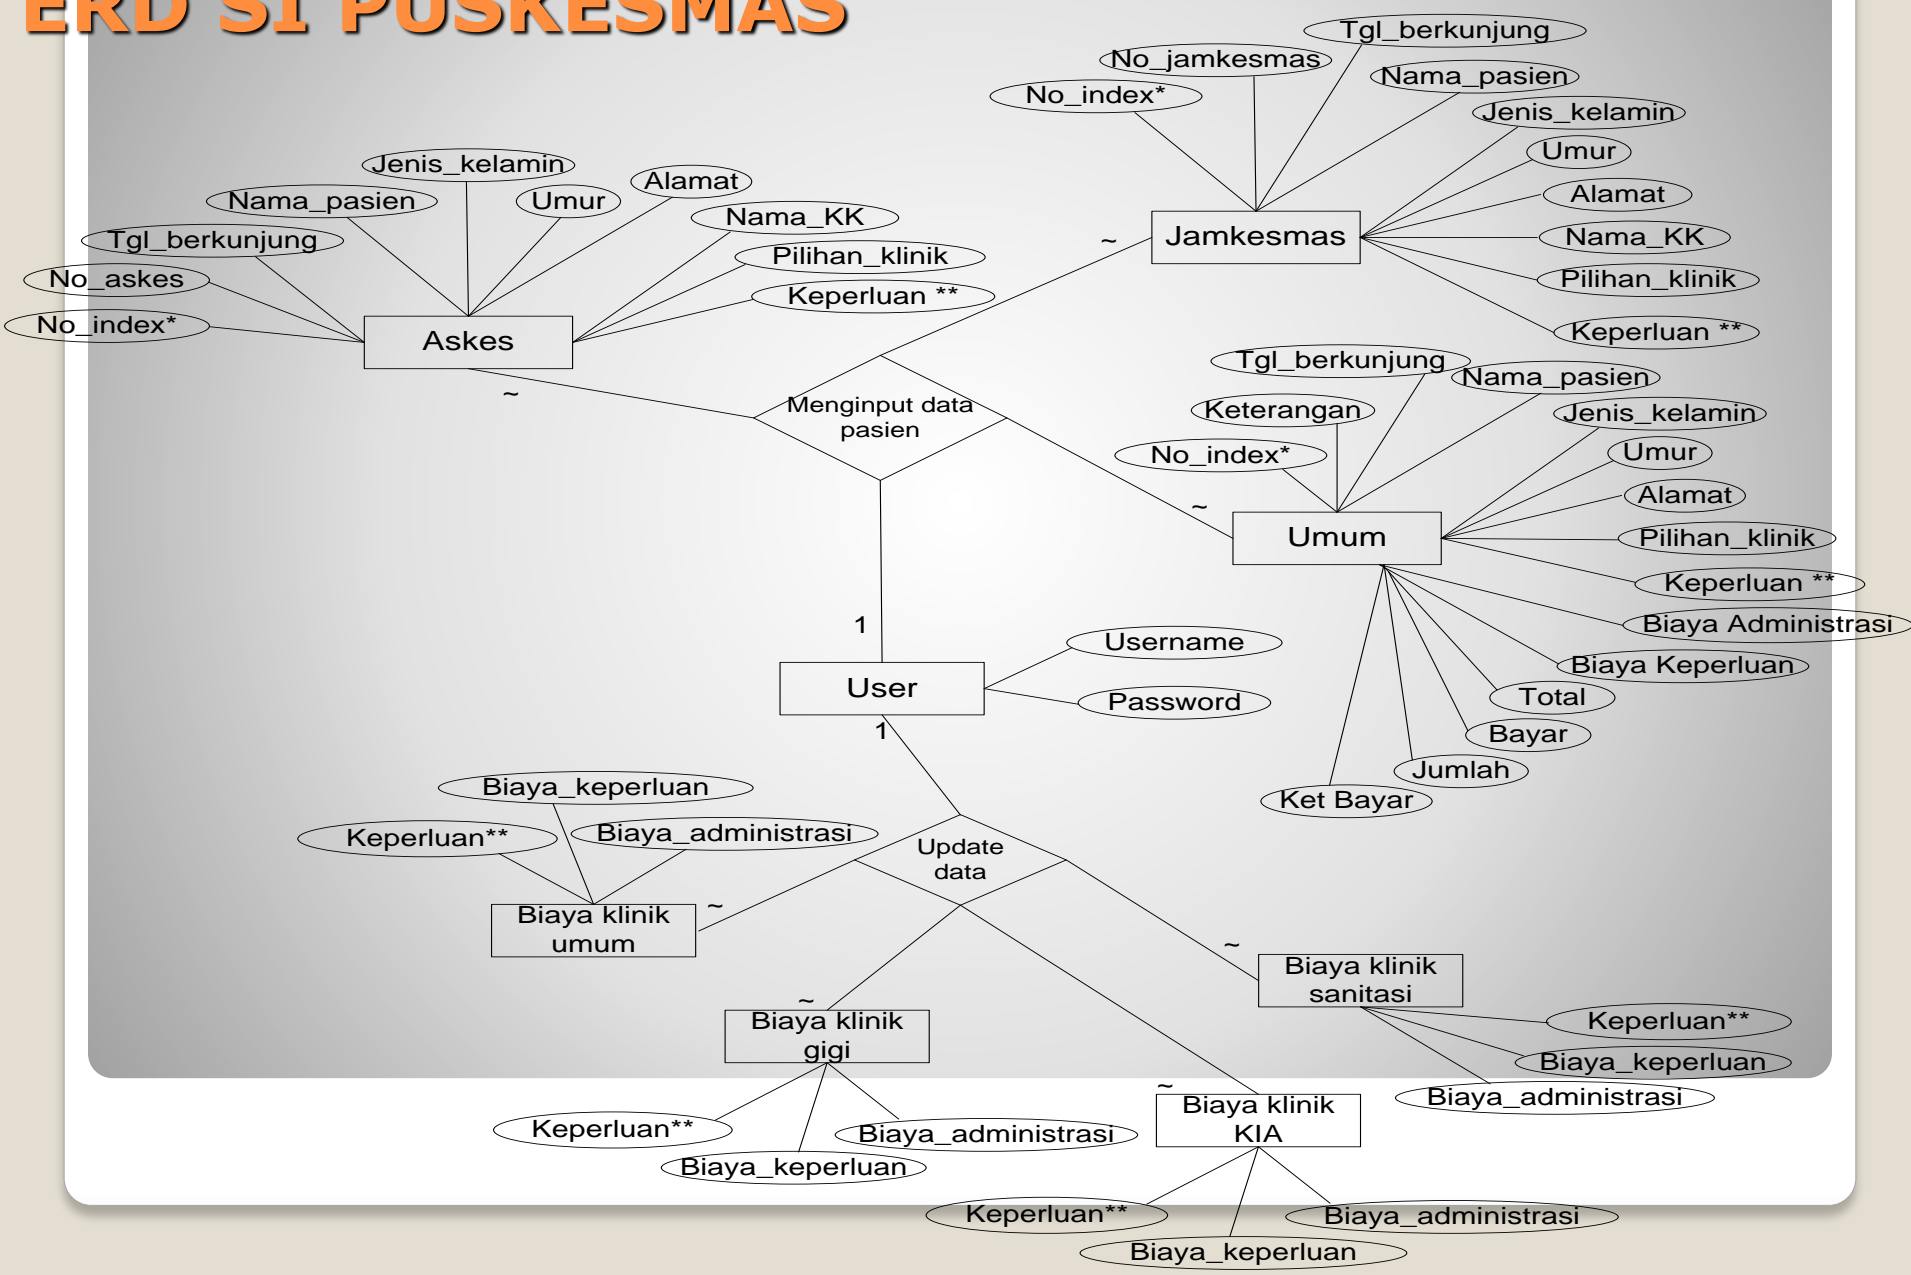 ERD SI PUSKESMAS
Tgl_berkunjung
No_jamkesmas
Nama_pasien
No_index*
Jenis_kelamin
Umur
Alamat
Nama_KK
Pilihan_klinik
Keperluan **
Jamkesmas
~
Jenis_kelamin
Alamat
Nama_pasien
Umur
Nama_KK
Tgl_berkunjung
Pilihan_klinik
No_askes
Keperluan **
No_index*
Askes
~
Menginput data
pasien
Tgl_berkunjung
Nama_pasien
Keterangan
Jenis_kelamin
No_index*
Umur
Alamat
~
Umum
Pilihan_klinik
Keperluan **
Biaya Administrasi
Biaya Keperluan
Total
Bayar
Jumlah
Ket Bayar
1
Username
User
Password
1
Biaya_keperluan
Keperluan**
Biaya_administrasi
Update
data
~
Biaya klinik
umum
~
Biaya klinik
sanitasi
Keperluan**
Biaya_keperluan
Biaya_administrasi
~
Biaya klinik
gigi
Keperluan**
Biaya_administrasi
Biaya_keperluan
~
Biaya klinik
KIA
Keperluan**
Biaya_administrasi
Biaya_keperluan